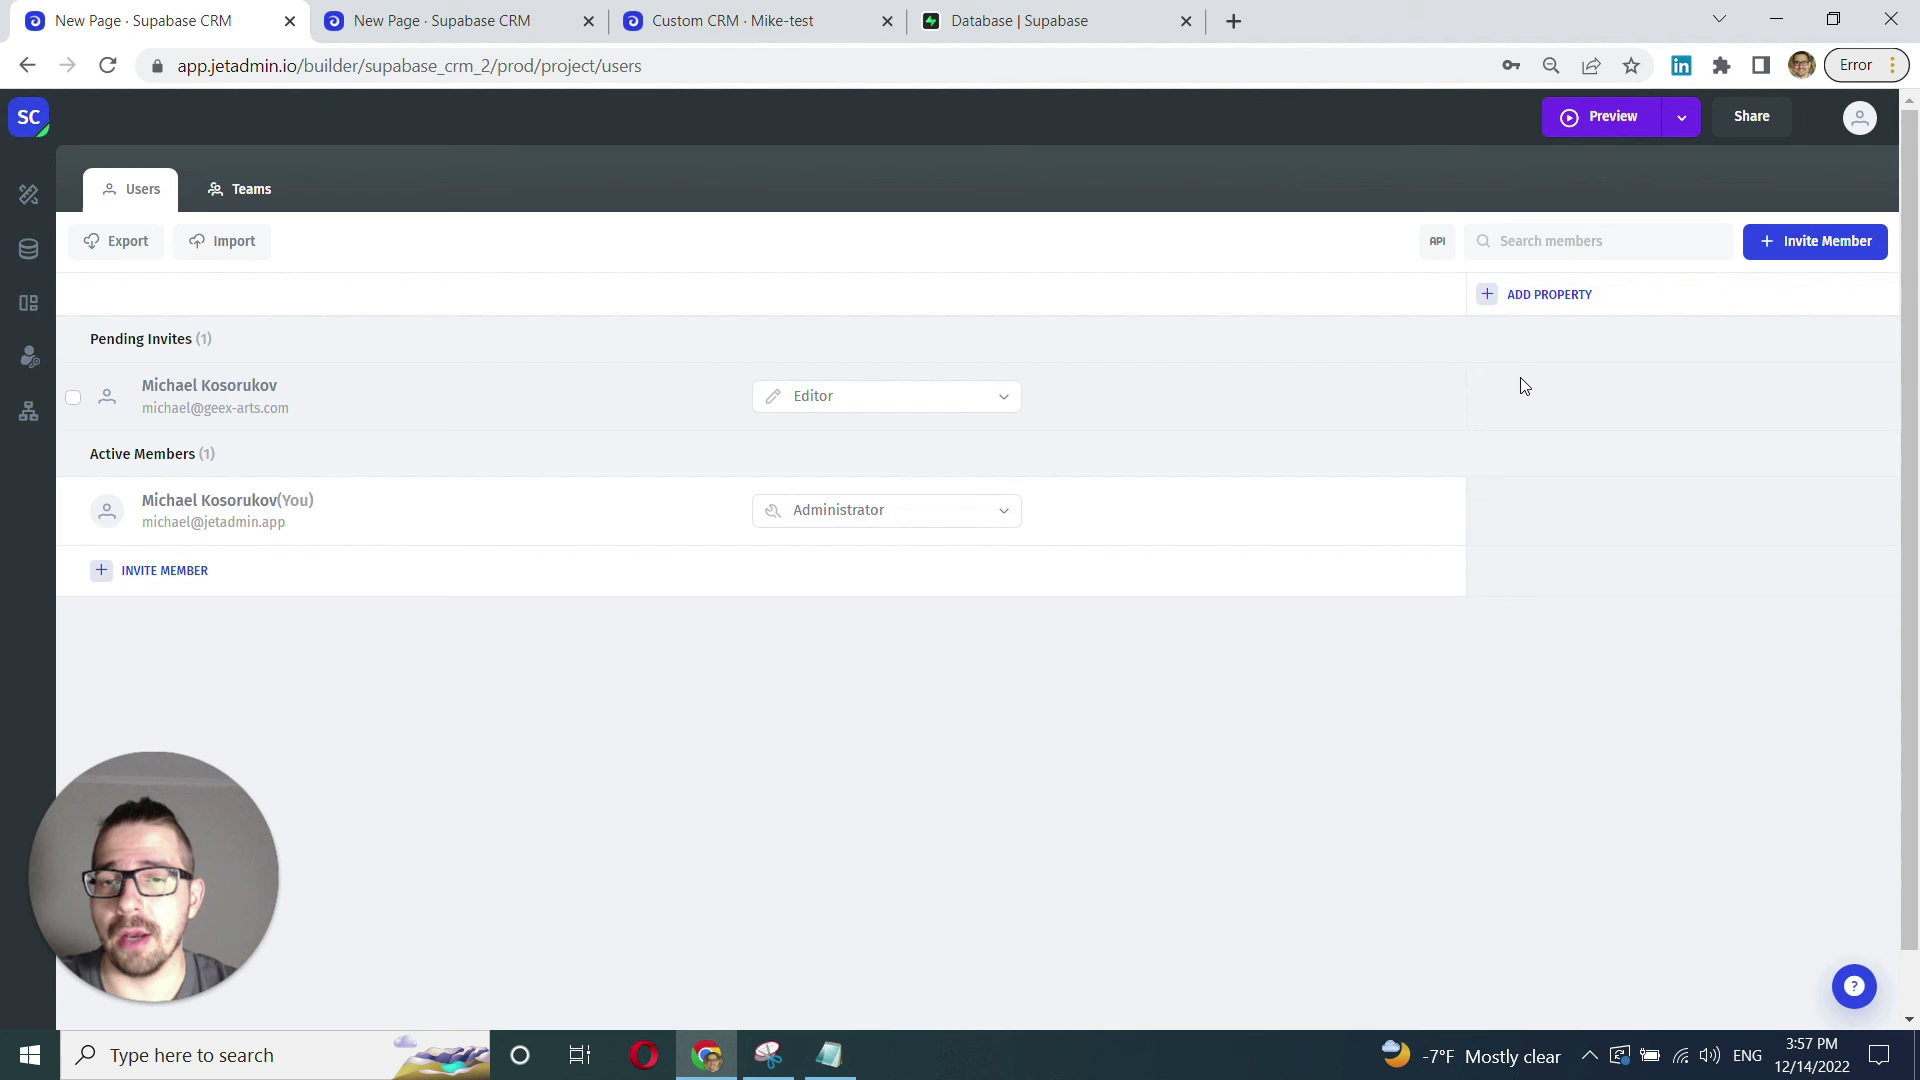 New Page · Supabase CRM
New Page · Supabase CRM
Custom CRM · Mike-test
Database | Supabase
app.jetadmin.io/builder/supabase_crm_2/prod/project/users
Error
SC
Preview
Share
Users
Teams
Export
Import
API
Search members
Invite Member
ADD PROPERTY
Pending Invites (1)
Michael Kosorukov
michael@geex-arts.com
Editor
Active Members (1)
Michael Kosorukov(You)
michael@jetadmin.app
Administrator
INVITE MEMBER
?
Type here to search
-7°F Mostly clear
ENG
3:57 PM
12/14/2022